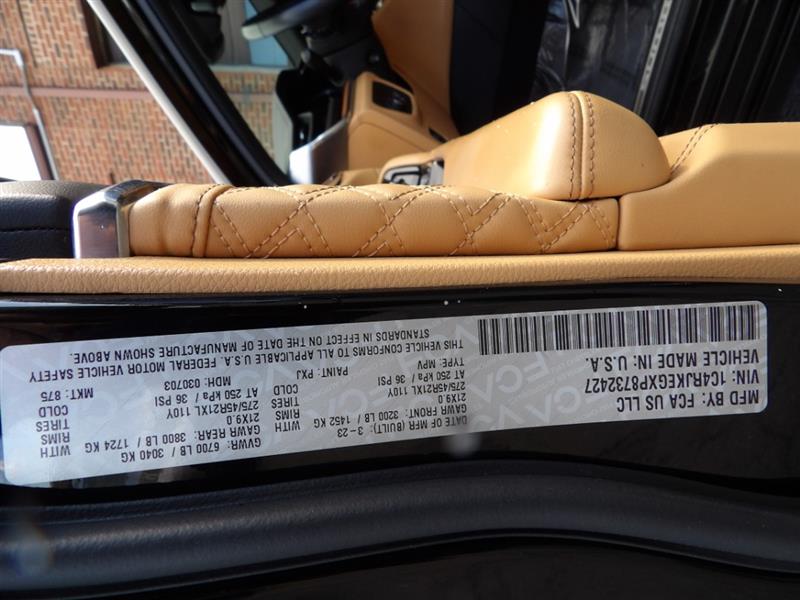 MFD BY: FCA US LLC
DATE OF MFR (BUILT): 3-23
GVWR: 6700 LB / 3040 KG
GAWR FRONT: 3200 LB / 1452 KG
GAWR REAR: 3800 LB / 1724 KG
WITH
21X9.0
RIMS
21X9.0
RIMS
WITH
275/45R21XL 110Y
TIRES
275/45R21XL 110Y
TIRES
AT 250 kPa / 36 PSI
COLD
AT 250 kPa / 36 PSI
COLD
VIN: 1C4RJKE6XP8732427
TYPE: MPV
PAINT: PXJ
MDH: 030703
MKT: 875
VEHICLE MADE IN: U.S.A.
THIS VEHICLE CONFORMS TO ALL APPLICABLE U.S.A. FEDERAL MOTOR VEHICLE SAFETY
STANDARDS IN EFFECT ON THE DATE OF MANUFACTURE SHOWN ABOVE.